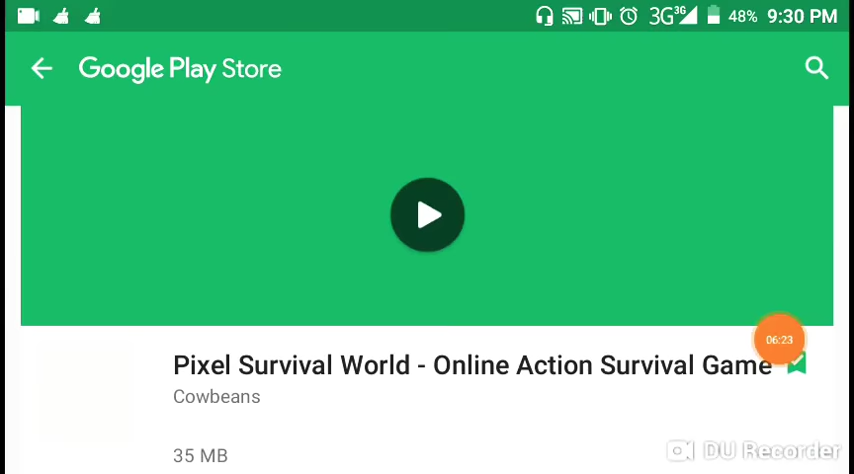 3G 3G 48% 9:30 PM
Google Play Store
06:23
Pixel Survival World - Online Action Survival Game
Cowbeans
35 MB
DU Recorder